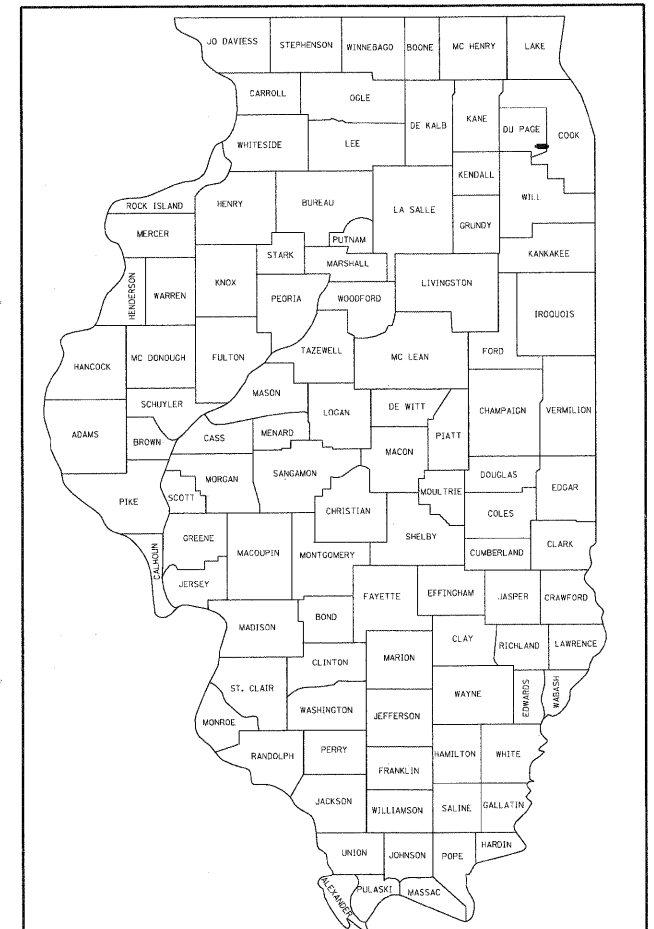 JO DAVIESS
STEPHENSON
WINNEBAGO
BOONE
MC HENRY
LAKE
CARROLL
OGLE
DE KALB
KANE
DU PAGE
COOK
WHITESIDE
LEE
KENDALL
WILL
ROCK ISLAND
HENRY
BUREAU
LA SALLE
GRUNDY
MERCER
PUTNAM
STARK
MARSHALL
KANKAKEE
HENDERSON
WARREN
KNOX
PEORIA
WOODFORD
LIVINGSTON
IROQUOIS
HANCOCK
MC DONOUGH
FULTON
TAZEWELL
MC LEAN
FORD
MASON
SCHUYLER
LOGAN
DE WITT
CHAMPAIGN
VERMILION
ADAMS
BROWN
CASS
MENARD
PIATT
MACON
MORGAN
SANGAMON
DOUGLAS
EDGAR
PIKE
SCOTT
MOULTRIE
CHRISTIAN
COLES
GREENE
MACOUPIN
MONTGOMERY
SHELBY
CUMBERLAND
CLARK
CALHOUN
JERSEY
FAYETTE
EFFINGHAM
JASPER
CRAWFORD
MADISON
BOND
CLAY
RICHLAND
LAWRENCE
CLINTON
MARION
ST. CLAIR
WAYNE
EDWARDS
WABASH
WASHINGTON
JEFFERSON
MONROE
RANDOLPH
PERRY
HAMILTON
WHITE
FRANKLIN
JACKSON
WILLIAMSON
SALINE
GALLATIN
UNION
JOHNSON
POPE
HARDIN
ALEXANDER
PULASKI
MASSAC